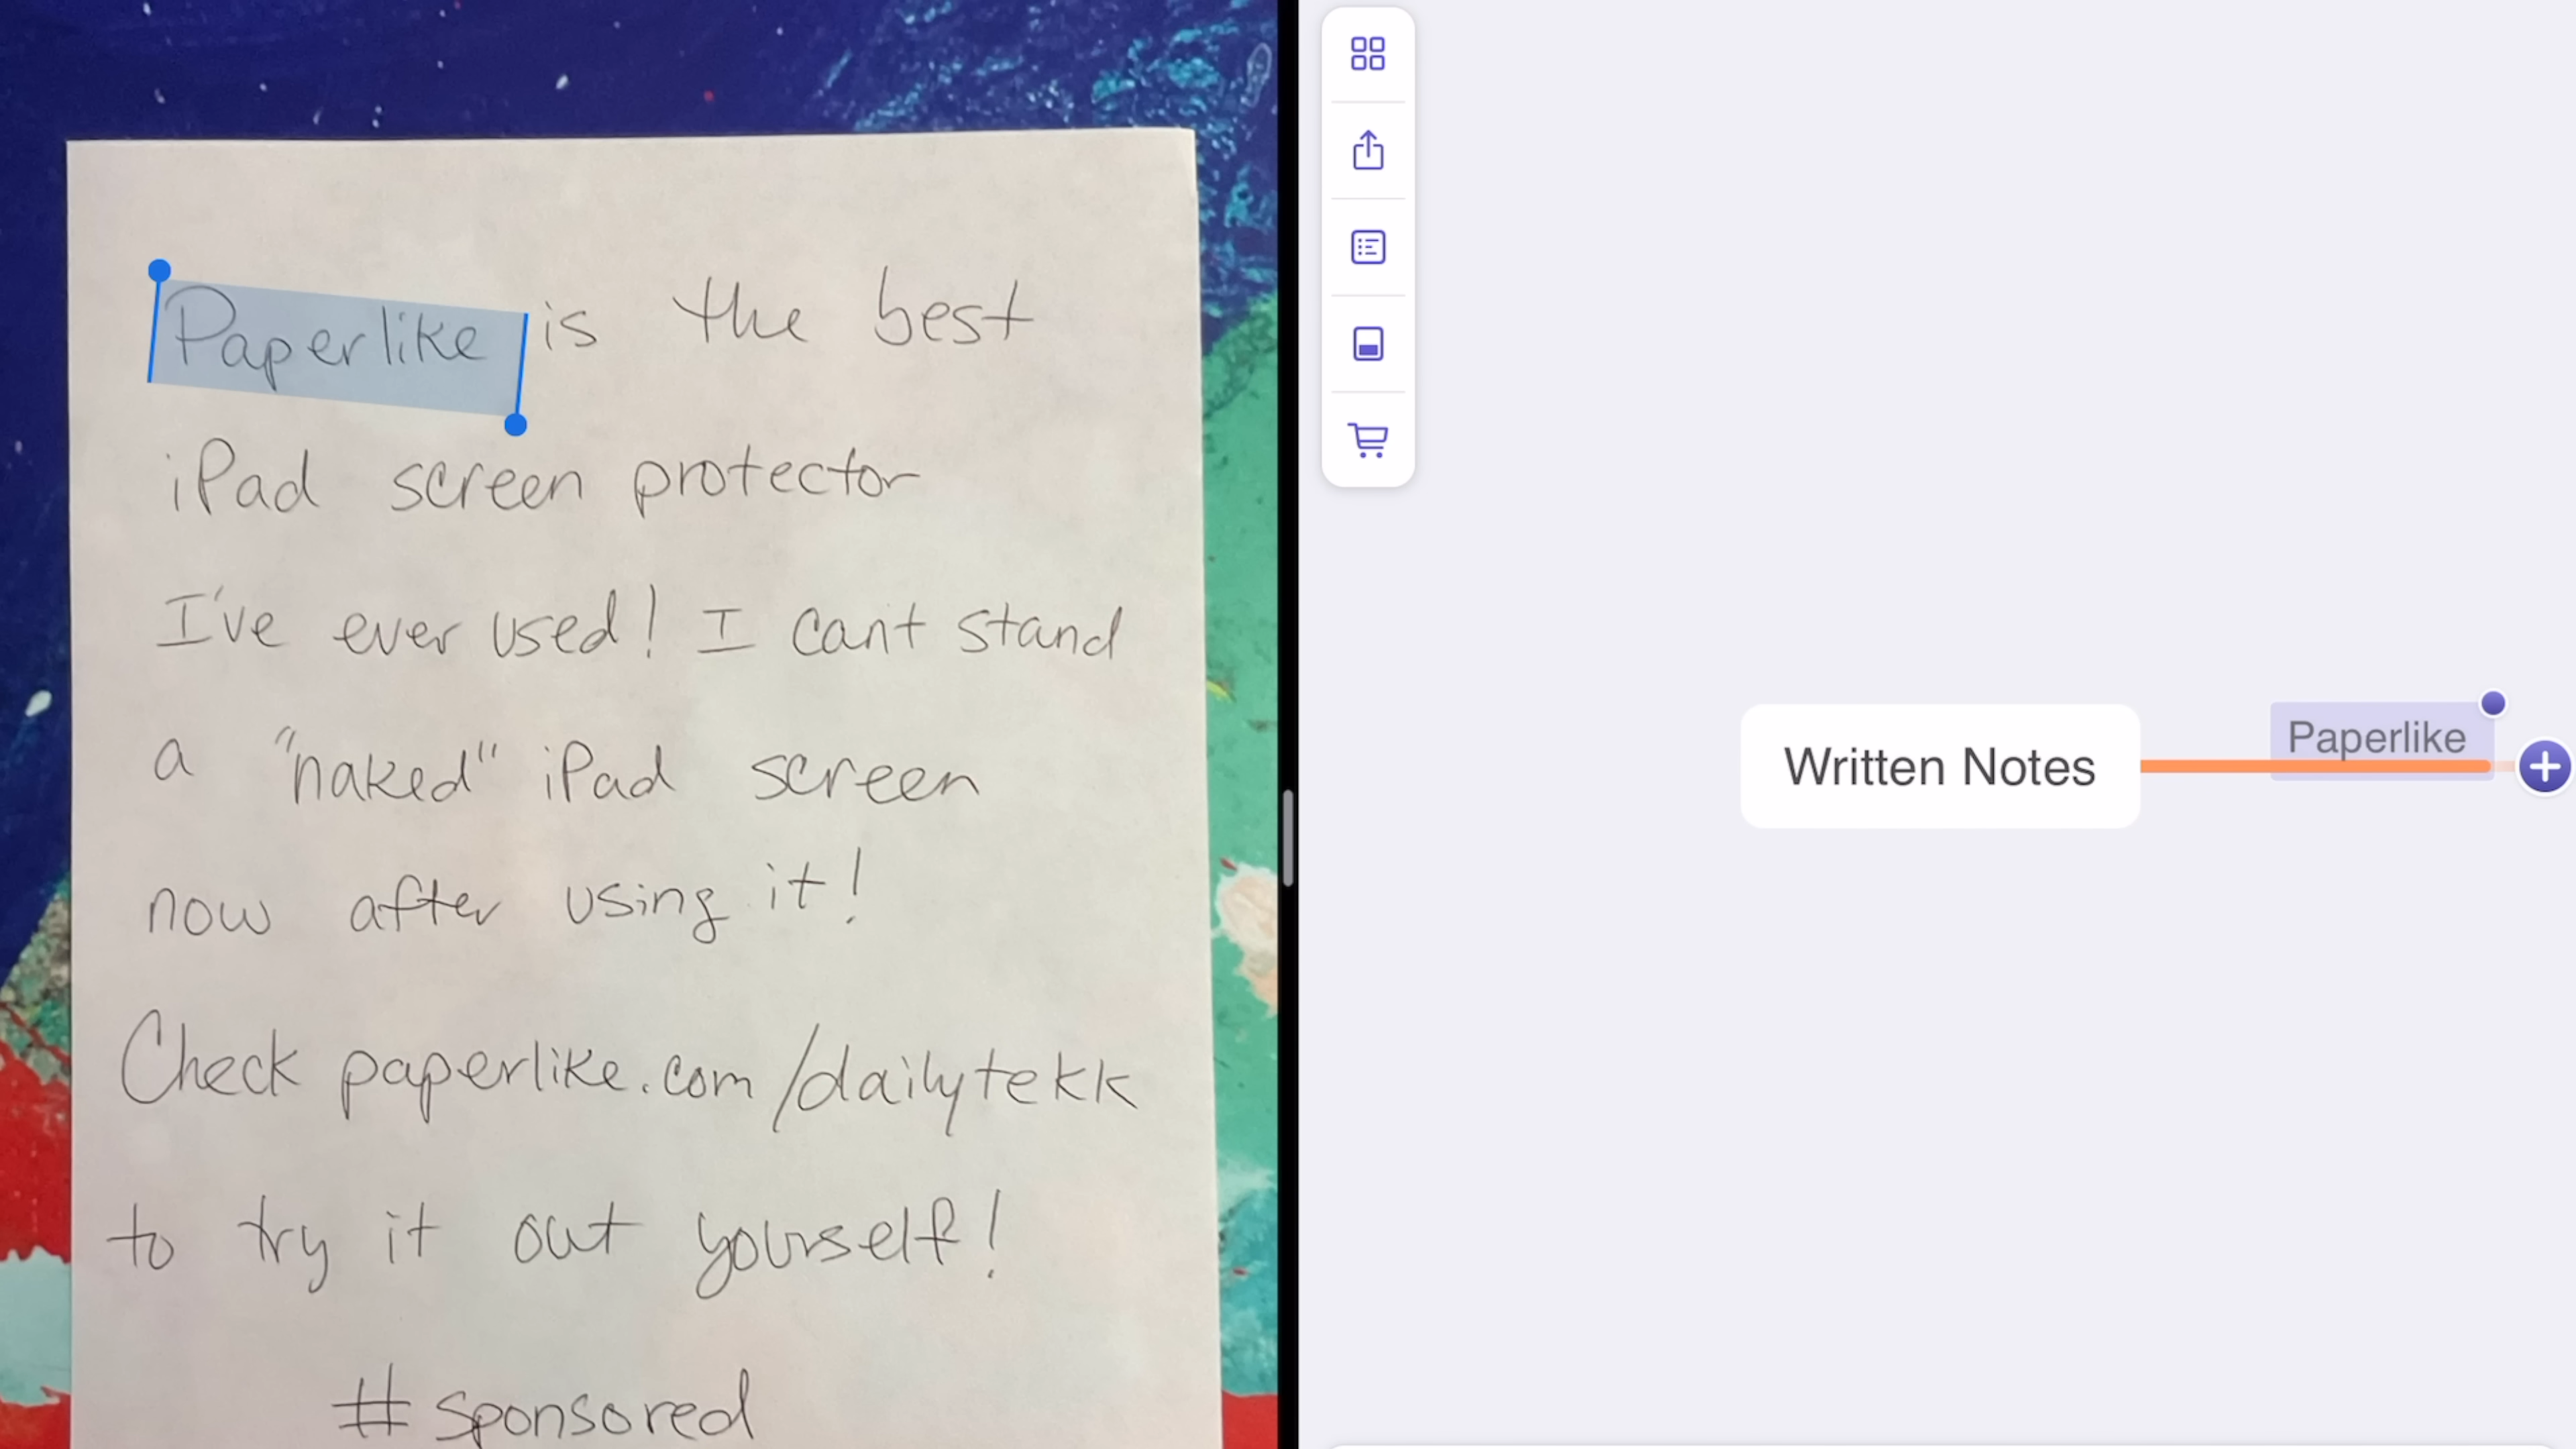 Paperlike is the best
iPad screen protector
I've ever used! I can't stand
a "naked" iPad screen
now after using it!
Check paperlike.com/dailytekk
to try it out yourself!
#sponsored
Written Notes
Paperlike